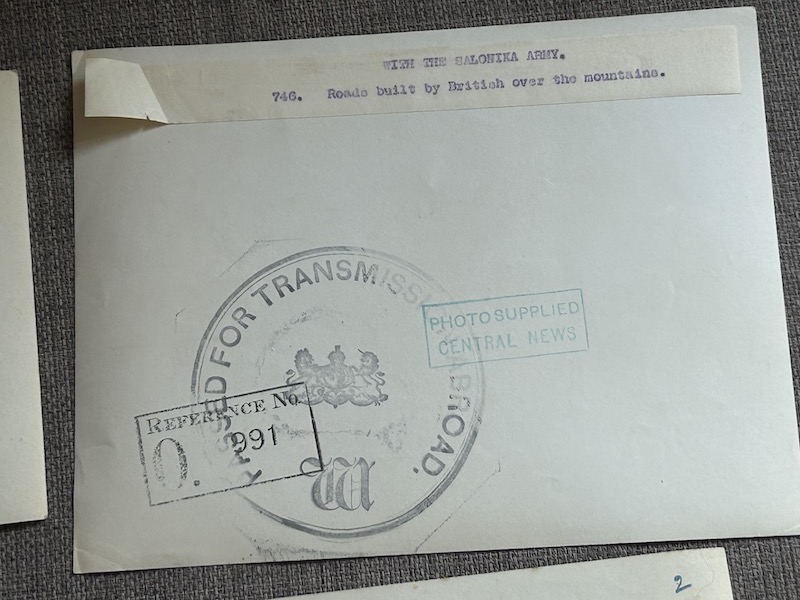 WITH THE SALONIKA ARMY.
746. Roads built by British over the mountains.
PASSED FOR TRANSMISSION ABROAD.
PHOTO SUPPLIED
CENTRAL NEWS
REFERENCE No.
O. 991
2